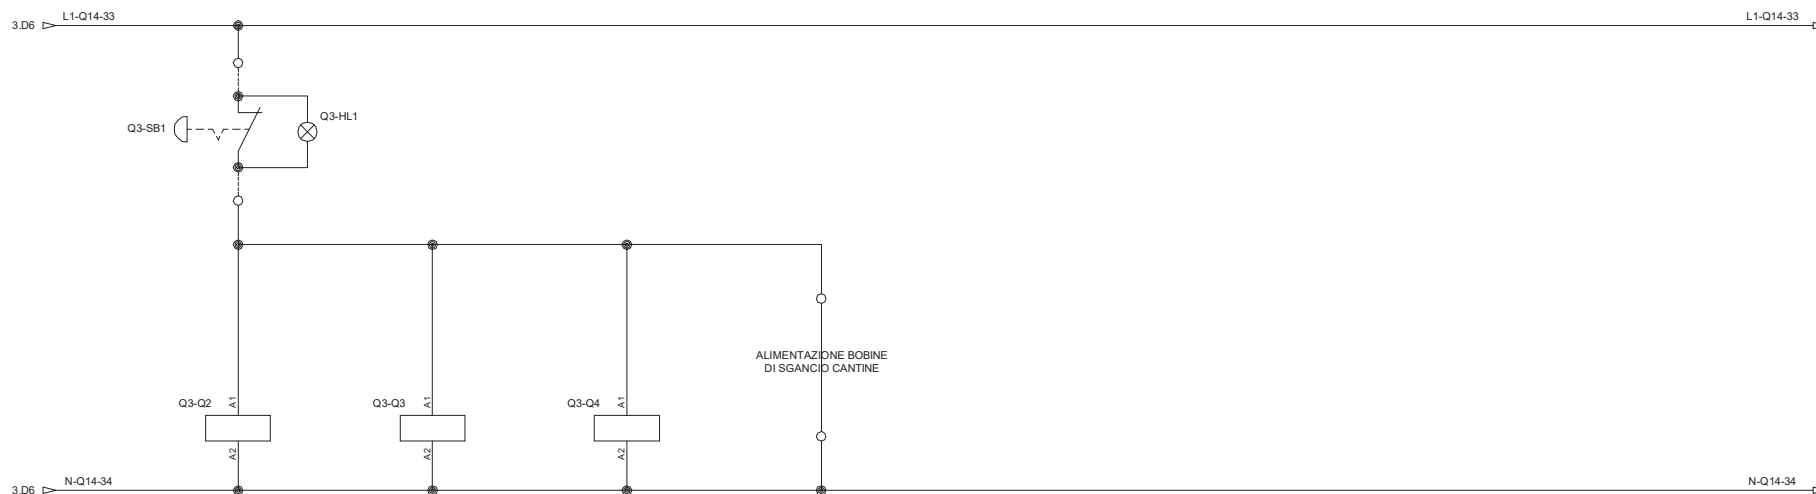 L1-Q14-33
L1-Q14-33
3.D6
Q3-HL1
Q3-SB1
ALIMENTAZIONE BOBINE
DI SGANCIO CANTINE
Q3-Q2
A1
Q3-Q3
A1
Q3-Q4
A1
A2
A2
A2
N-Q14-34
N-Q14-34
3.D6